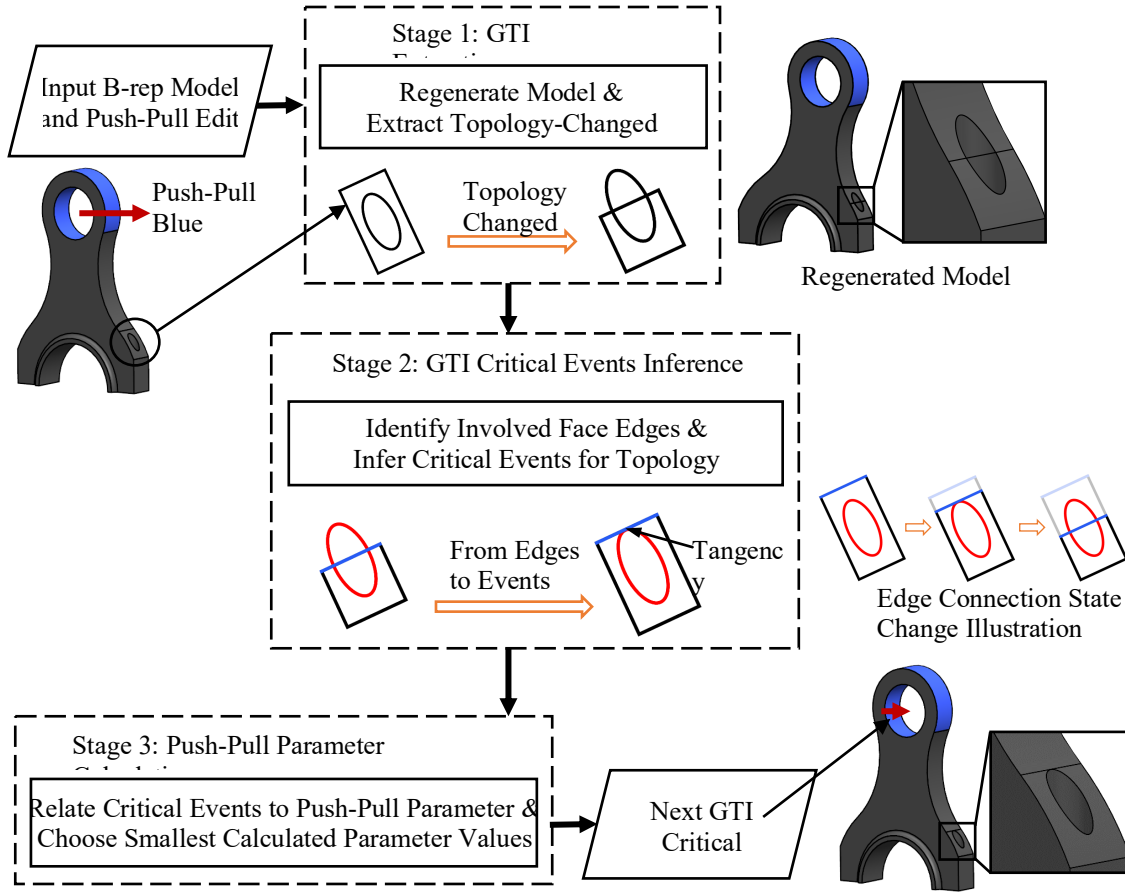 Stage 1: GTI
Input B-rep Model
and Push-Pull Edit
Regenerate Model &
Extract Topology-Changed
Push-Pull
Blue
Topology
Changed
Regenerated Model
Stage 2: GTI Critical Events Inference
Identify Involved Face Edges &
Infer Critical Events for Topology
From Edges
to Events
Tangenc
y
Edge Connection State
Change Illustration
Stage 3: Push-Pull Parameter
Relate Critical Events to Push-Pull Parameter &
Choose Smallest Calculated Parameter Values
Next GTI
Critical